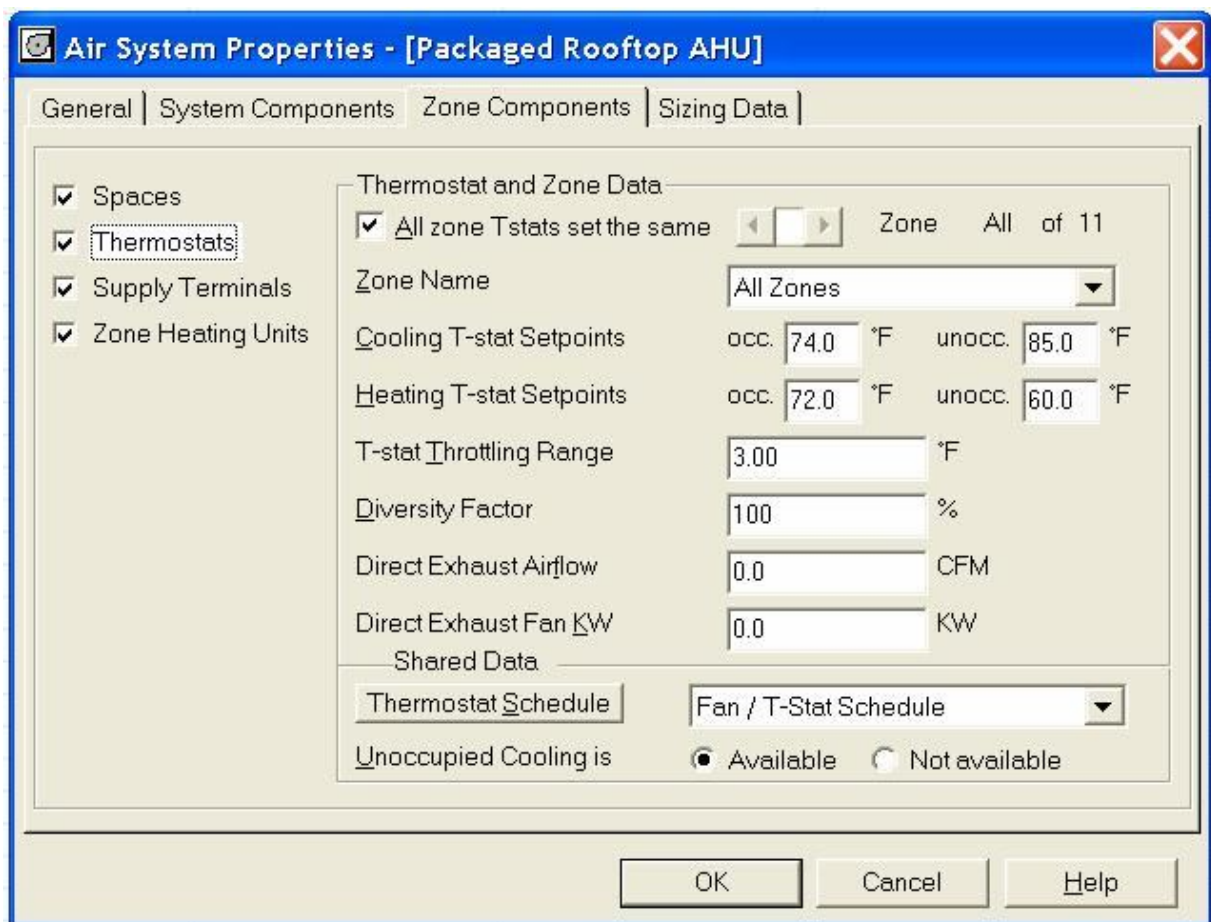 Air System Properties - [Packaged Rooftop AHU]
General System Components Zone Components Sizing Data
Spaces
Thermostats
Supply Terminals
Zone Heating Units
Thermostat and Zone Data
All zone Tstats set the same Zone All of 11
Zone Name All Zones
Cooling T-stat Setpoints occ. 74.0 °F unocc. 85.0 °F
Heating T-stat Setpoints occ. 72.0 °F unocc. 60.0 °F
T-stat Throttling Range 3.00 °F
Diversity Factor 100 %
Direct Exhaust Airflow 0.0 CFM
Direct Exhaust Fan KW 0.0 KW
Shared Data
Thermostat Schedule Fan / T-Stat Schedule
Unoccupied Cooling is Available Not available
OK Cancel Help